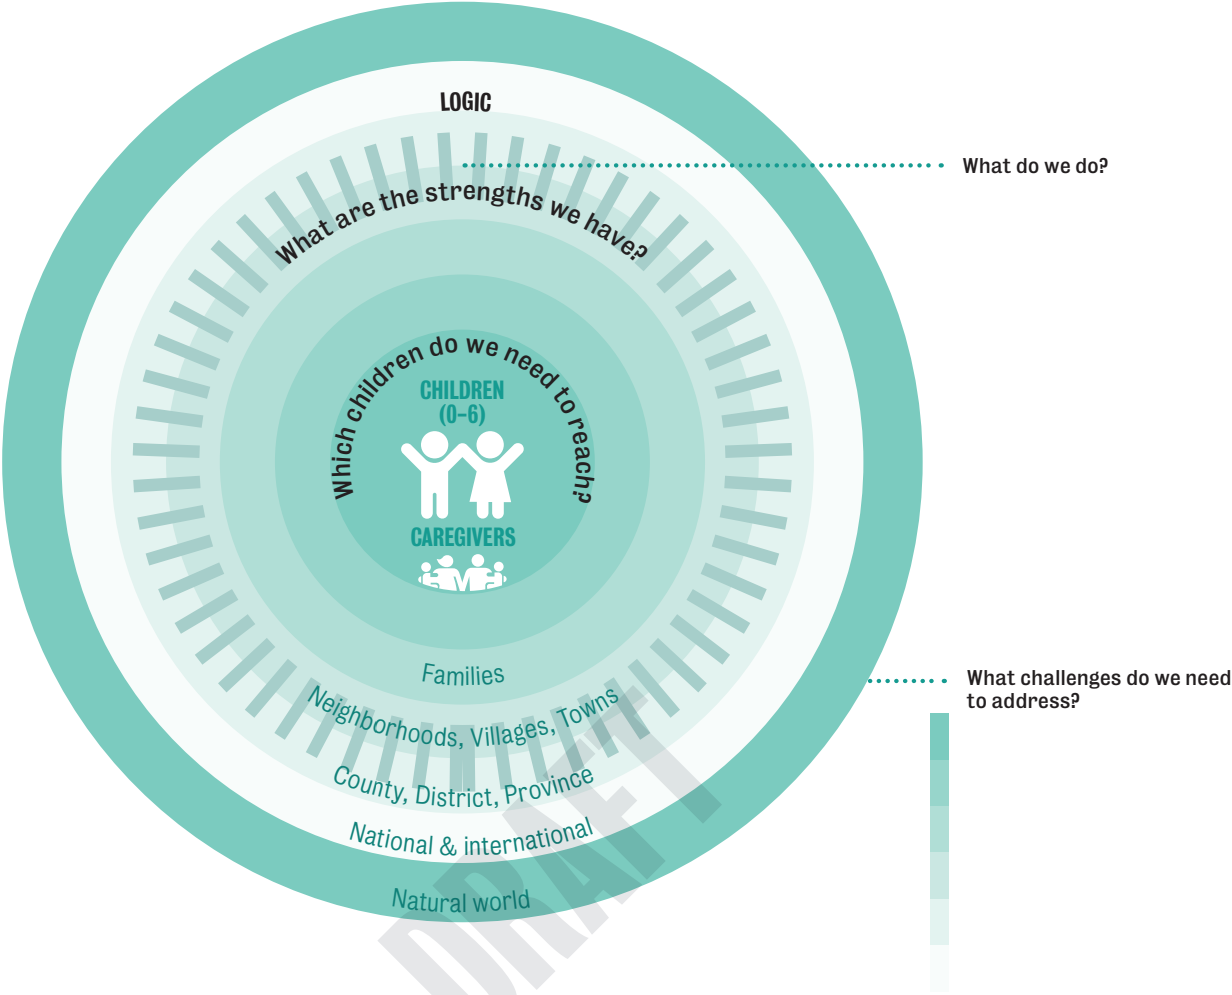 LOGIC
What do we do?
What are the strengths we have?
Which children do we need to reach?
CHILDREN
(0–6)
CAREGIVERS
Families
What challenges do we need
to address?
Neighborhoods, Villages, Towns
County, District, Province
National & international
Natural world
DRAFT